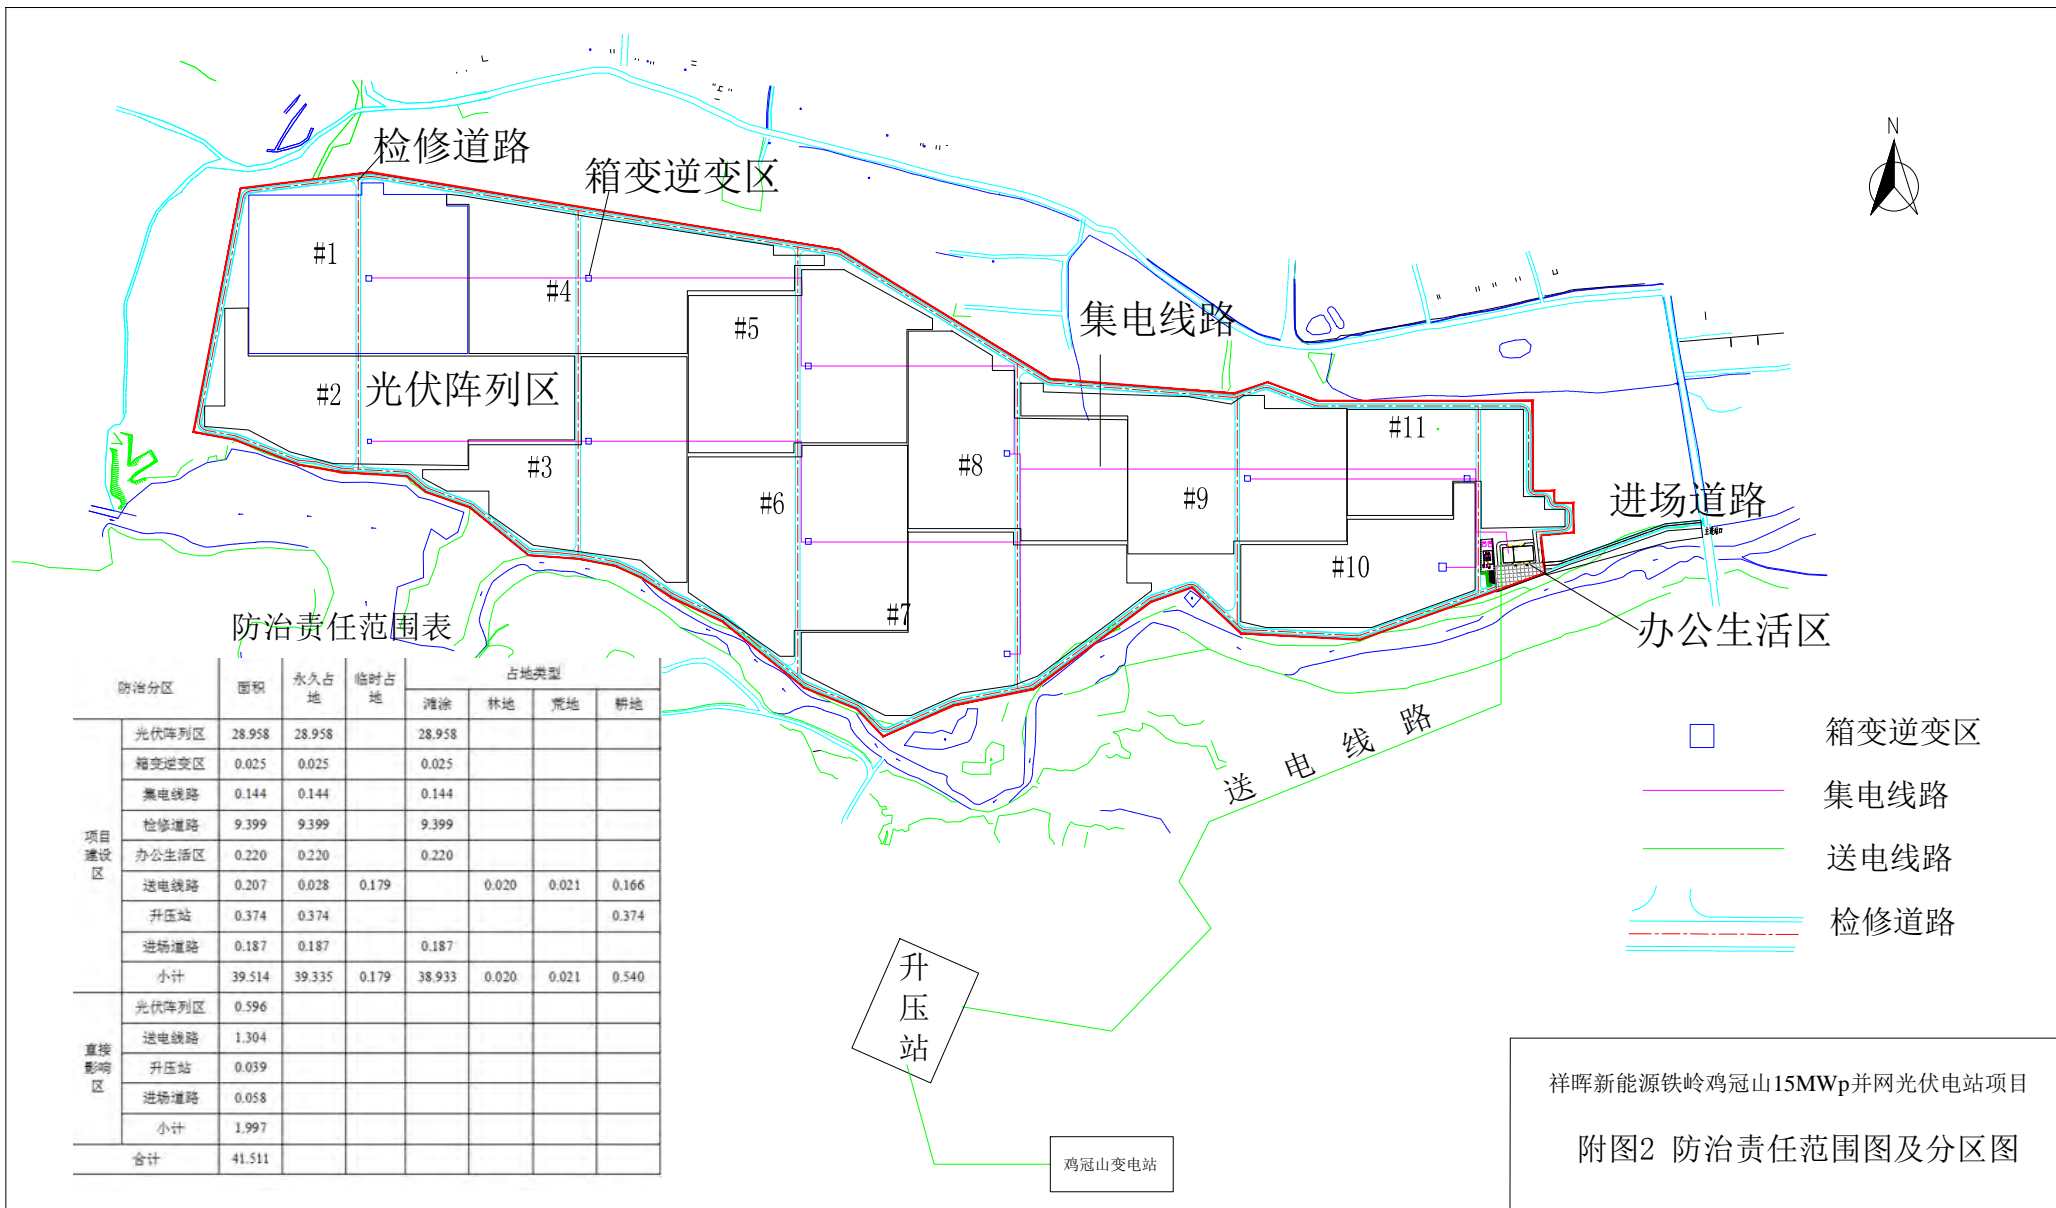 N
检修道路
箱变逆变区
#1
#4
#5
集电线路
#2
光伏阵列区
#3
#8
#11
#6
#9
进场道路
#10
#7
办公生活区
防治责任范围表
防治分区 面积 永久占地 临时占地 占地类型
滩涂 林地 荒地 耕地
项目建设区
光伏阵列区 28.958 28.958 28.958
箱变逆变区 0.025 0.025 0.025
集电线路 0.144 0.144 0.144
检修道路 9.399 9.399 9.399
办公生活区 0.220 0.220 0.220
送电线路 0.207 0.028 0.179 0.020 0.021 0.166
升压站 0.374 0.374 0.374
进场道路 0.187 0.187 0.187
小计 39.514 39.335 0.179 38.933 0.020 0.021 0.540
直接影响区
光伏阵列区 0.596
送电线路 1.304
升压站 0.039
进场道路 0.058
小计 1.997
合计 41.511
送电线路
升压站
鸡冠山变电站
箱变逆变区
集电线路
送电线路
检修道路
祥晖新能源铁岭鸡冠山15MWp并网光伏电站项目
附图2 防治责任范围图及分区图